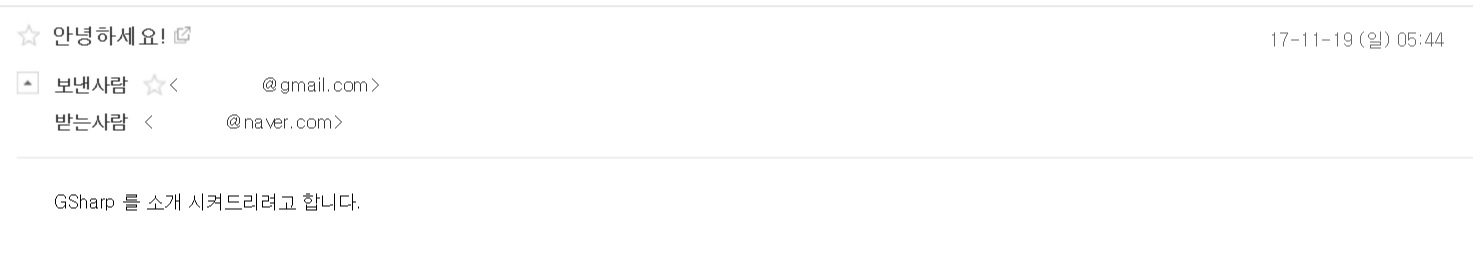 안녕하세요!
17-11-19 (일) 05:44
보낸사람 < @gmail.com>
받는사람 < @naver.com>
GSharp 를 소개 시켜드리려고 합니다.